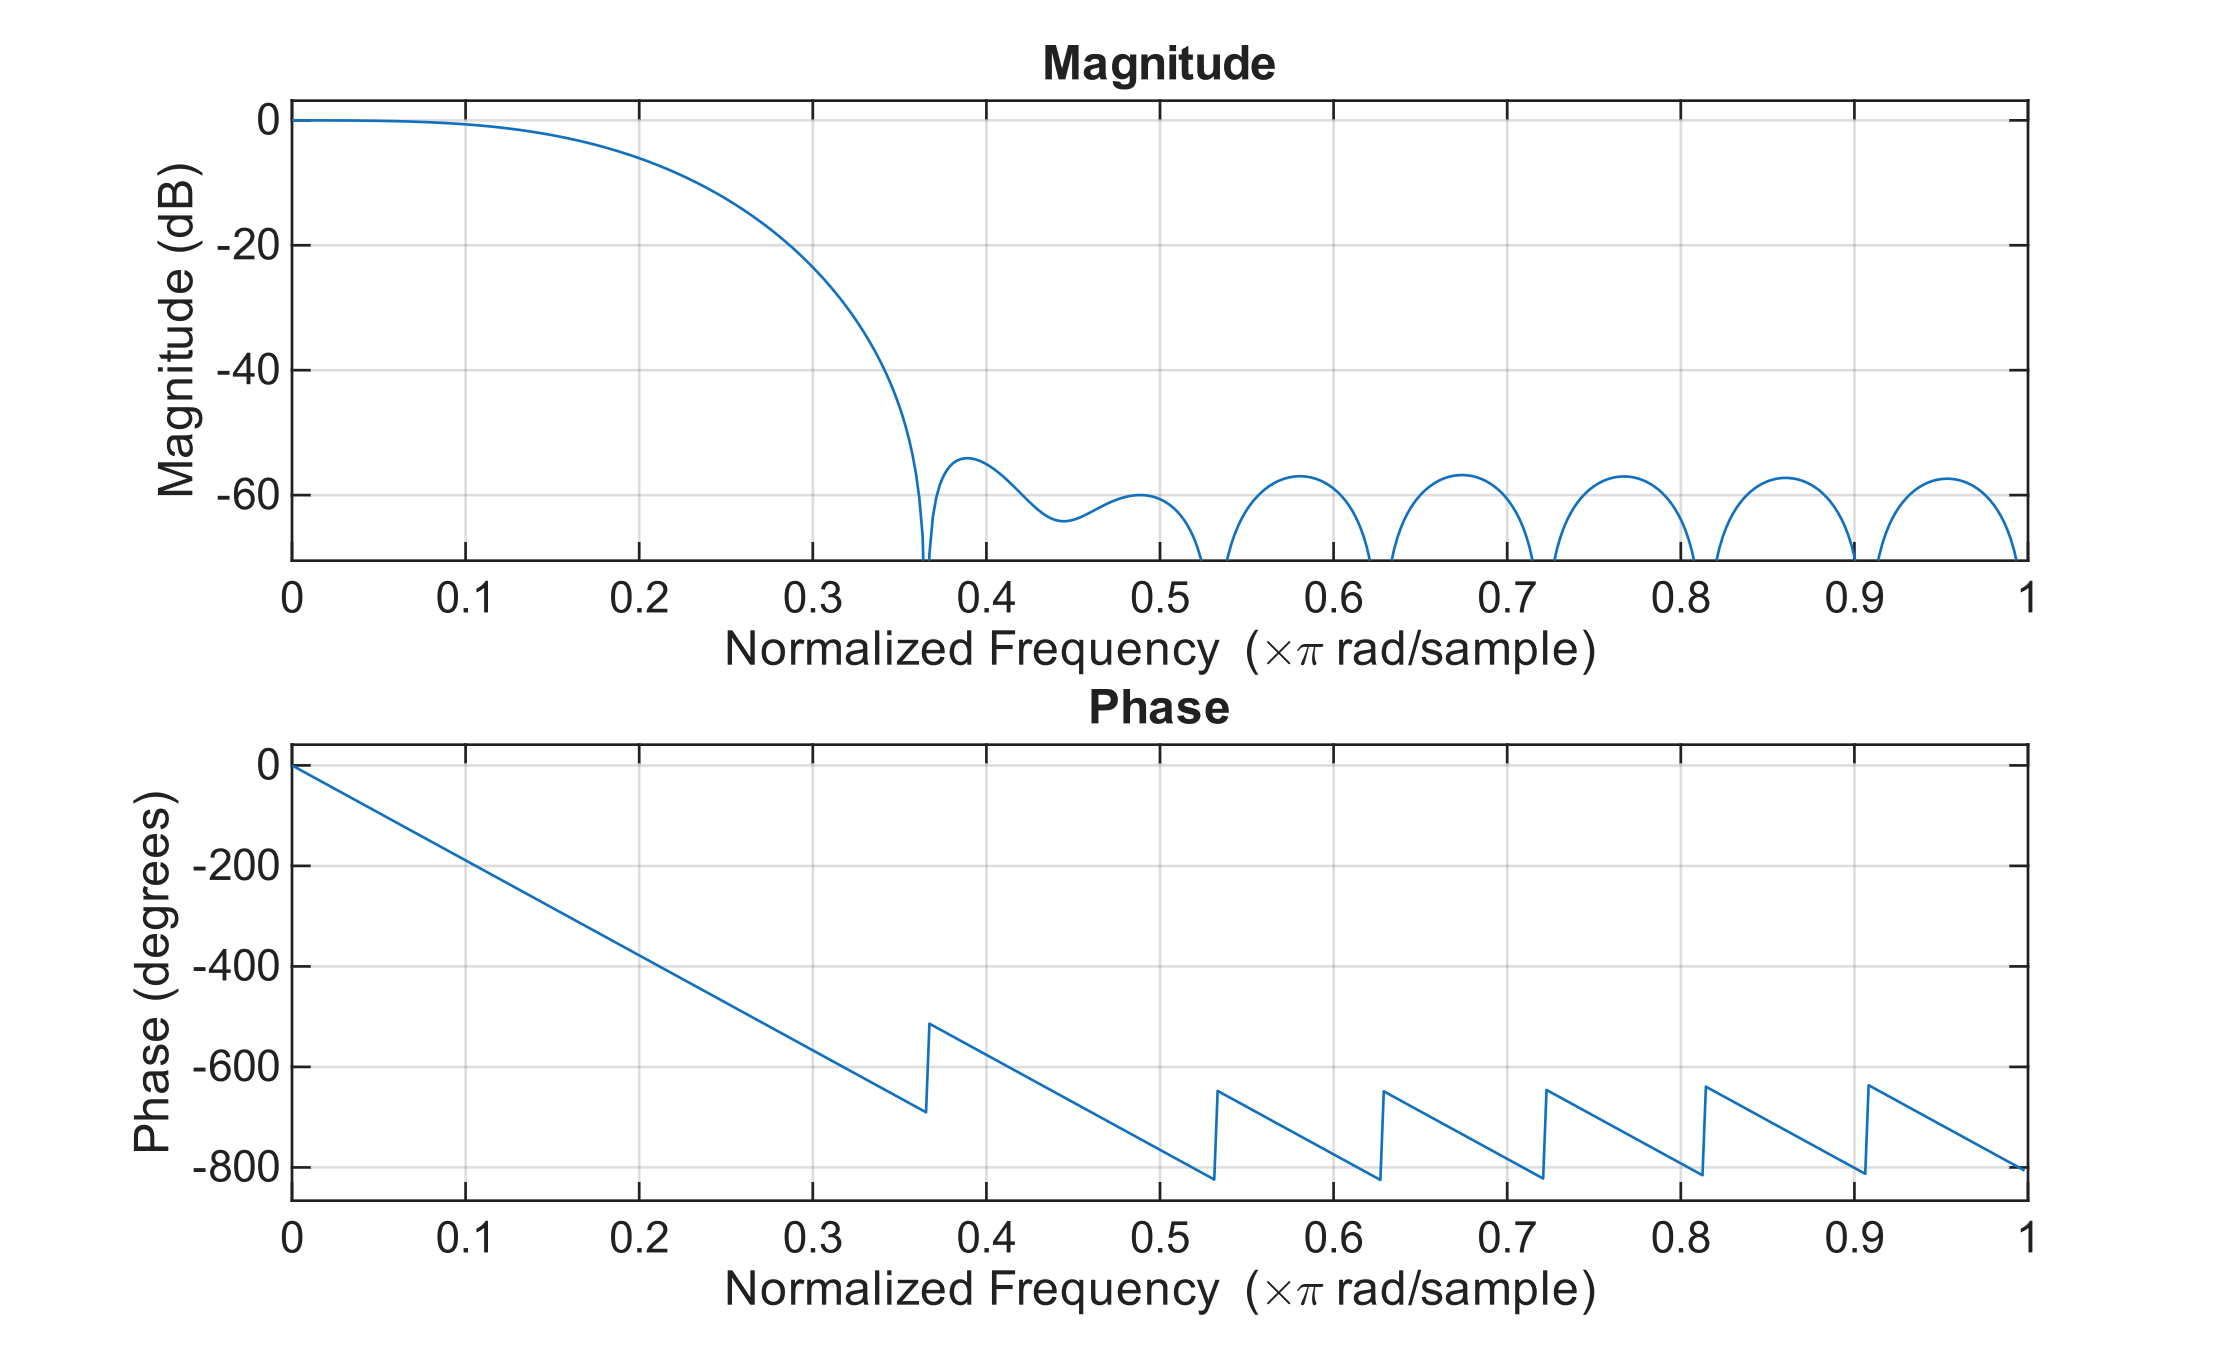 Magnitude
Magnitude (dB)
0
-20
-40
-60
0 0.1 0.2 0.3 0.4 0.5 0.6 0.7 0.8 0.9 1
Normalized Frequency (×π rad/sample)
Phase
Phase (degrees)
0
-200
-400
-600
-800
0 0.1 0.2 0.3 0.4 0.5 0.6 0.7 0.8 0.9 1
Normalized Frequency (×π rad/sample)